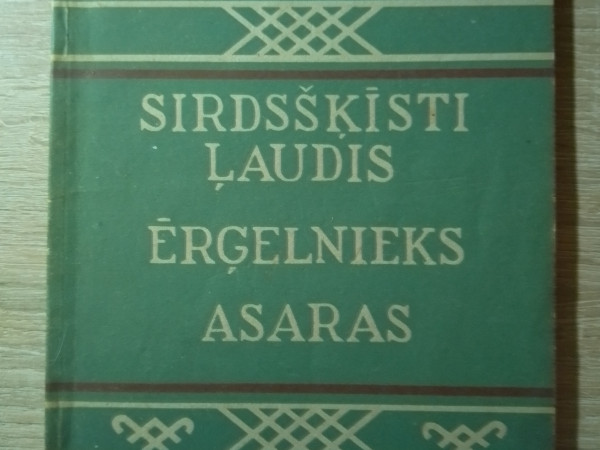 SIRDSŠĶĪSTI
ĻAUDIS
ĒRĢELNIEKS
ASARAS